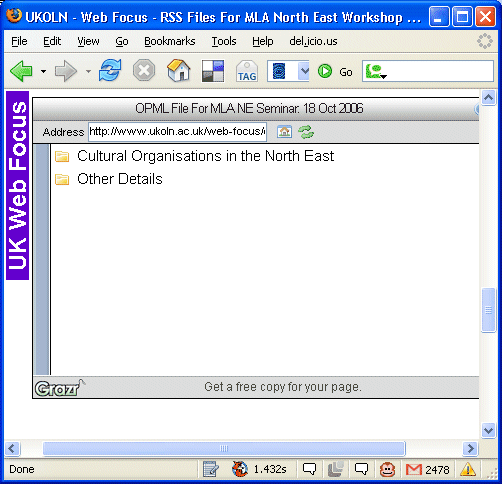 UKOLN - Web Focus - RSS Files For MLA North East Workshop ...
File Edit View Go Bookmarks Tools Help del.icio.us
TAG Go
UK Web Focus
OPML File For MLA NE Seminar. 18 Oct 2006
Address http://www.ukoln.ac.uk/web-focus/
Cultural Organisations in the North East
Other Details
Grazr Get a free copy for your page.
Done 1.432s 2478